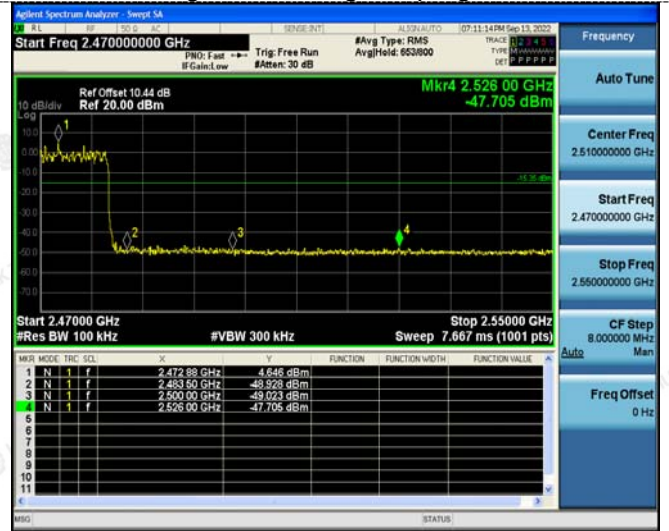 Agilent Spectrum Analyzer - Swept SA
RL RF 50 Ω AC SENSE:INT ALIGN AUTO 07:11:14 PM Sep 13, 2022
Start Freq 2.470000000 GHz
PNO: Fast
IFGain:Low
Trig: Free Run
#Atten: 30 dB
#Avg Type: RMS
Avg|Hold: 653/800
TRACE 1 2 3 4 5 6
TYPE M W W W W W
DET P P P P P P
Mkr4 2.526 00 GHz
-47.705 dBm
Ref Offset 10.44 dB
10 dB/div Ref 20.00 dBm
Log
10.0
0.00
-10.0
-20.0
-30.0
-40.0
-50.0
-60.0
-70.0
1
2
3
4
-15.35 dBm
Start 2.47000 GHz Stop 2.55000 GHz
#Res BW 100 kHz #VBW 300 kHz Sweep 7.667 ms (1001 pts)
MKR MODE TRC SCL X Y FUNCTION FUNCTION WIDTH FUNCTION VALUE
1 N 1 f 2.472 88 GHz 4.646 dBm
2 N 1 f 2.483 50 GHz -48.928 dBm
3 N 1 f 2.500 00 GHz -49.023 dBm
4 N 1 f 2.526 00 GHz -47.705 dBm
5
6
7
8
9
10
11
MSG STATUS
Frequency
Auto Tune
Center Freq
2.510000000 GHz
Start Freq
2.470000000 GHz
Stop Freq
2.550000000 GHz
CF Step
8.000000 MHz
Auto Man
Freq Offset
0 Hz